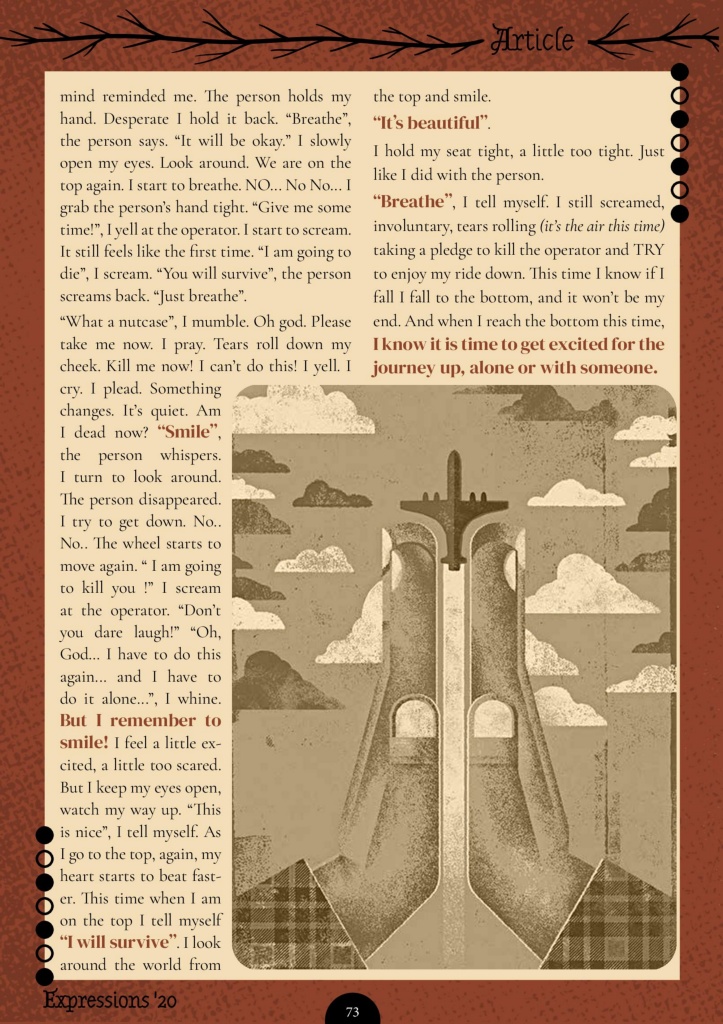 Article
mind reminded me. The person holds my
hand. Desperate I hold it back. “Breathe”,
the person says. “It will be okay.” I slowly
open my eyes. Look around. We are on the
top again. I start to breathe. NO... No No... I
grab the person’s hand tight. “Give me some
time!”, I yell at the operator. I start to scream.
It still feels like the first time. “I am going to
die”, I scream. “You will survive”, the person
screams back. “Just breathe”.
“What a nutcase”, I mumble. Oh god. Please
take me now. I pray. Tears roll down my
cheek. Kill me now! I can’t do this! I yell. I
cry. I plead. Something
changes. It’s quiet. Am
I dead now? “Smile”,
the person whispers.
I turn to look around.
The person disappeared.
I try to get down. No..
No.. The wheel starts to
move again. “ I am going
to kill you !” I scream
at the operator. “Don’t
you dare laugh!” “Oh,
God... I have to do this
again... and I have to
do it alone...”, I whine.
But I remember to
smile! I feel a little ex-
cited, a little too scared.
But I keep my eyes open,
watch my way up. “This
is nice”, I tell myself. As
I go to the top, again, my
heart starts to beat fast-
er. This time when I am
on the top I tell myself
“I will survive”. I look
around the world from
the top and smile.
“It’s beautiful”.
I hold my seat tight, a little too tight. Just
like I did with the person.
“Breathe”, I tell myself. I still screamed,
involuntary, tears rolling (it’s the air this time)
taking a pledge to kill the operator and TRY
to enjoy my ride down. This time I know if I
fall I fall to the bottom, and it won’t be my
end. And when I reach the bottom this time,
I know it is time to get excited for the
journey up, alone or with someone.
Expressions '20
73